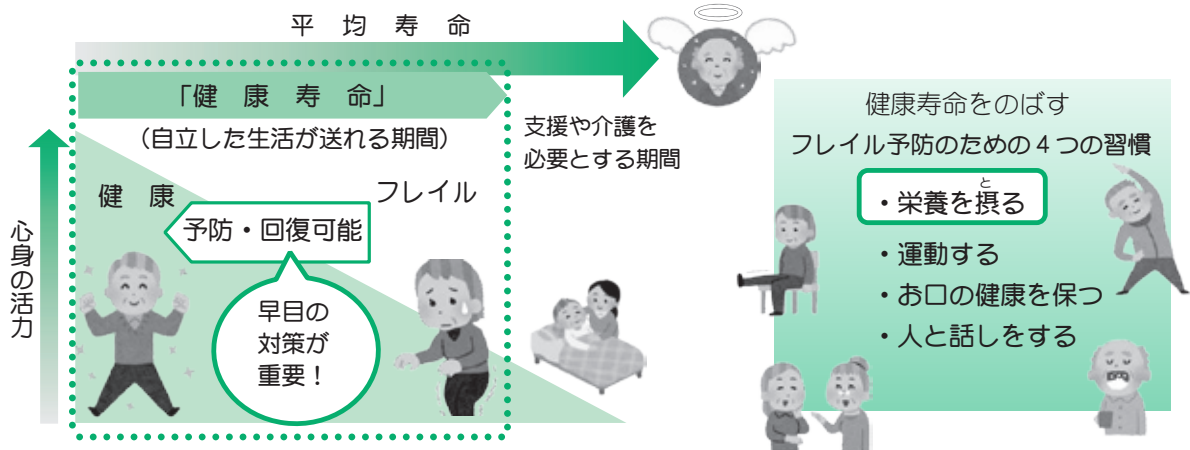 平均寿命
「健康寿命」
（自立した生活が送れる期間）
支援や介護を
必要とする期間
心身の活力
健康
フレイル
予防・回復可能
早目の
対策が
重要！
健康寿命をのばす
フレイル予防のための４つの習慣
と
・栄養を摂る
・運動する
・お口の健康を保つ
・人と話しをする